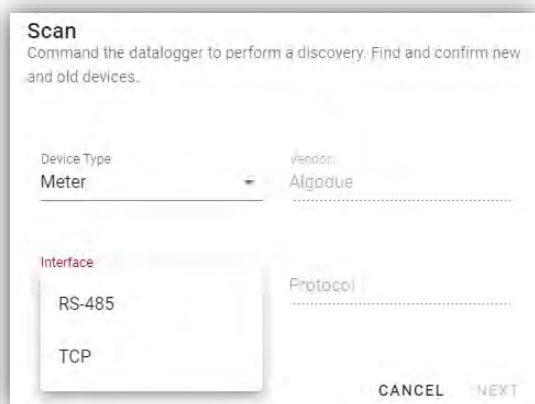 Scan
Command the datalogger to perform a discovery. Find and confirm new
and old devices.
Device Type
Vendor
Meter
Algodue
Interface
RS-485
Protocol
TCP
CANCEL NEXT